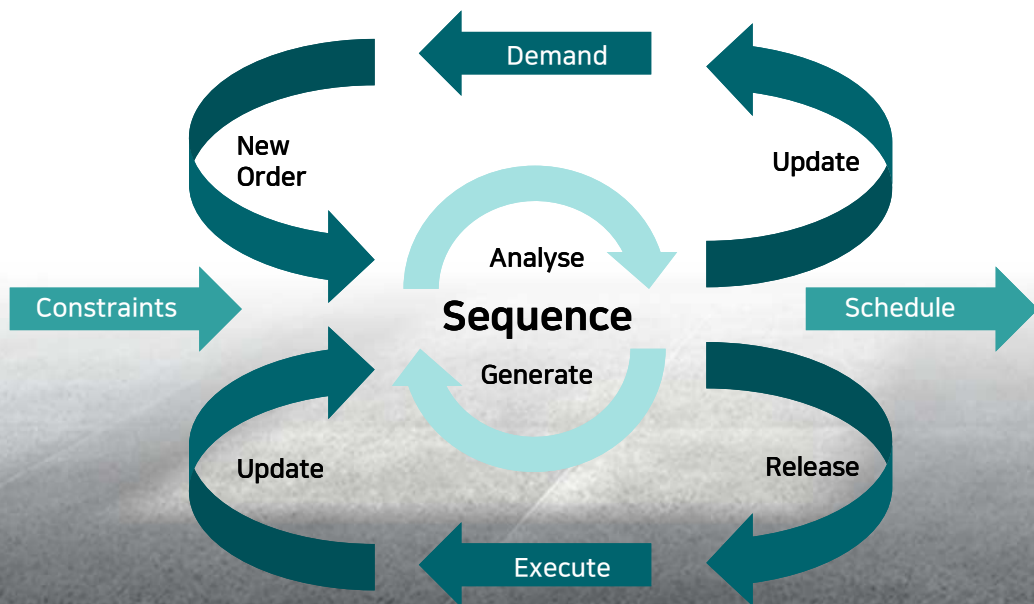 Demand
New
Order
Update
Analyse
Constraints
Sequence
Schedule
Generate
Update
Release
Execute